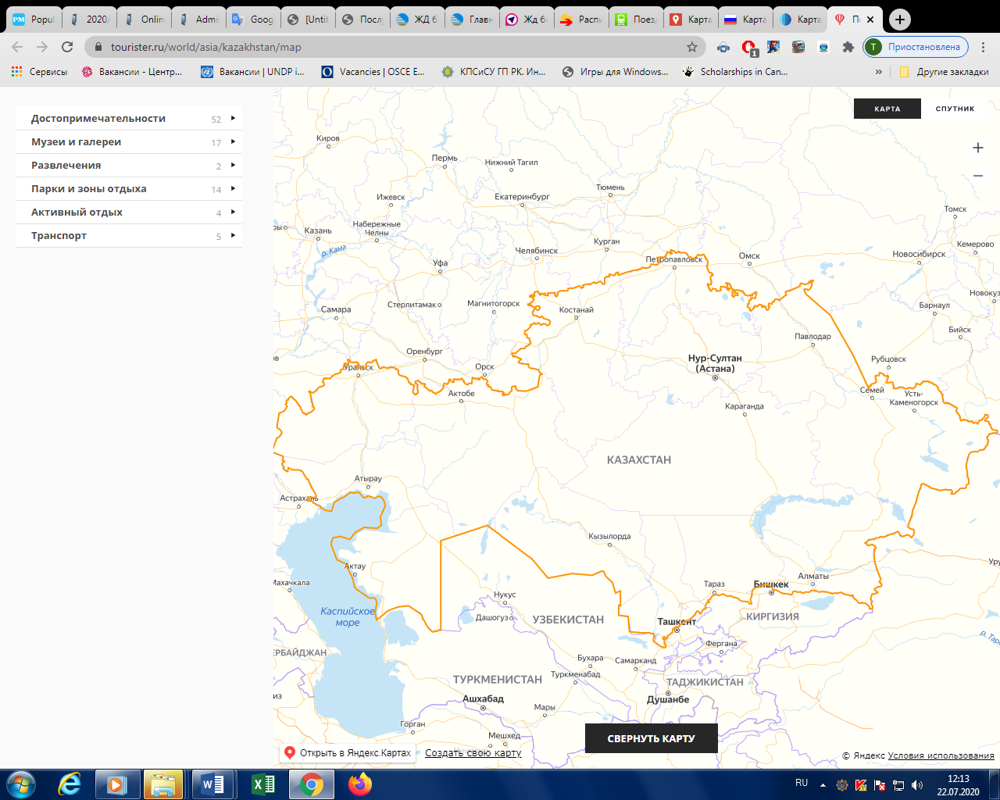 Popul
2020/
Onlin
Admi
Goog
[Untit
Послу
ЖД б
Главн
Жд б
Распи
Поезд
Карта
Карта
Карта
По
tourister.ru/world/asia/kazakhstan/map
1
T
Приостановлена
Сервисы
Вакансии - Центр...
Вакансии | UNDP i...
Vacancies | OSCE E...
КПСиСУ ГП РК. Ин...
Игры для Windows...
Scholarships in Can...
»
Другие закладки
Достопримечательности 52
Музеи и галереи 17
Развлечения 2
Парки и зоны отдыха 14
Активный отдых 4
Транспорт 5
КАРТА
СПУТНИК
+
−
Киров
Пермь
Нижний Тагил
Екатеринбург
Тюмень
Ижевск
Томск
Набережные
Челны
Казань
р. Кама
Курган
Кемерово
Челябинск
Петропавловск
Омск
Новосибирск
Уфа
Новокуз
Стерлитамак
Магнитогорск
Самара
Костанай
Барнаул
Бийск
Павлодар
Оренбург
Нур-Султан
(Астана)
Рубцовск
Уральск
Орск
Актобе
Семей
Усть-
Каменогорск
Караганда
КАЗАХСТАН
Атырау
Астрахань
Кызылорда
Актау
Махачкала
Нукус
Тараз
Бишкек
Алматы
Уру
Каспийское
море
Дашогуз
УЗБЕКИСТАН
Ташкент
КИРГИЗИЯ
р. Тар
Фергана
ЕРБАЙДЖАН
Бухара
Самарканд
ТУРКМЕНИСТАН
Туркменабад
ТАДЖИКИСТАН
Ашхабад
Душанбе
Мары
Горган
Мешхед
СВЕРНУТЬ КАРТУ
Открыть в Яндекс.Картах
Создать свою карту
© Яндекс Условия использования
RU
12:13
22.07.2020